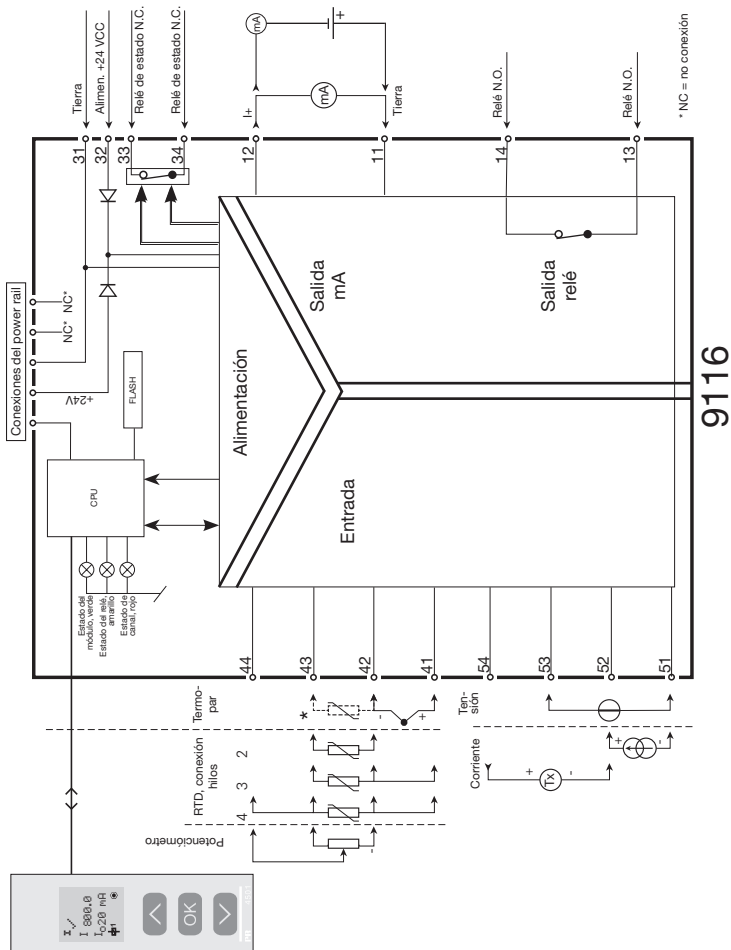 Conexiones del power rail
NC*
NC*
+24V
FLASH
CPU
Estado del
módulo, verde
Estado del relé,
amarillo
Estado de
canal, rojo
Tierra
Alimen. +24 VCC
Relé de estado N.C.
Relé de estado N.C.
31
32
33
34
12
11
14
13
I+
mA
mA
+
Tierra
Relé N.O.
Relé N.O.
* NC = no conexión
Alimentación
Entrada
Salida
mA
Salida
relé
9116
44
43
42
41
54
53
52
51
Termo-
par
*
-
+
RTD, conexión
hilos
2
3
4
Potenciómetro
-
Ten-
sión
Corriente
+
Tx
-
+
-
I 800.0
Io20 mA
OK